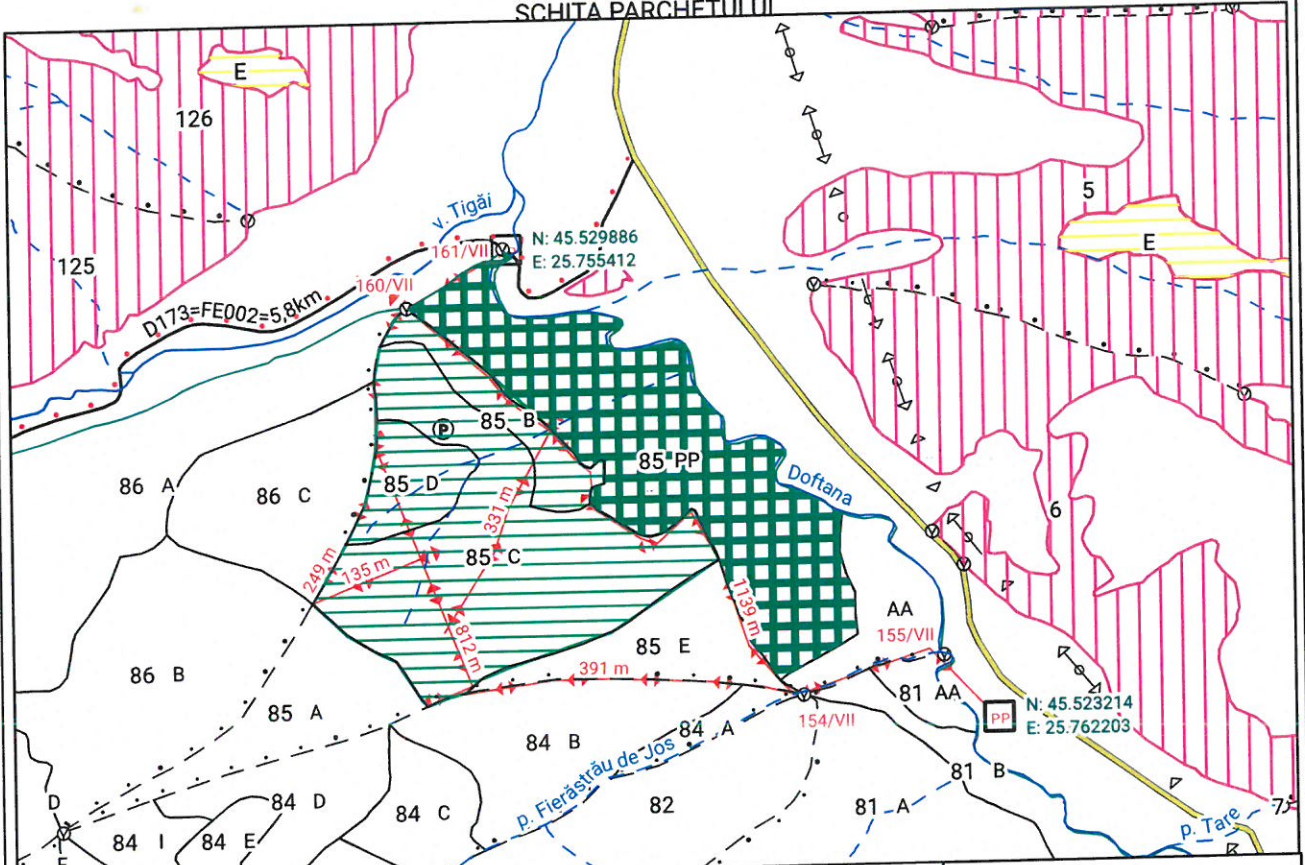 SCHIȚA PARCHETULUI
E
126
5
v. Tigăi
161/VII
N: 45.529886
E: 25.755412
E
125
160/VII
D173=FE002=5,8km
85 B
P
85 PP
86 A
86 C
85 D
Doftana
331 m
6
85 C
249 m
135 m
1139 m
AA
812 m
155/VII
85 E
86 B
391 m
81 AA
N: 45.523214
E: 25.762203
PP
85 A
154/VII
84 B
84 A
p. Fierăstrău de Jos
81 B
D
84 D
84 C
82
81 A
7
p. Tare
84 I
84 E
F